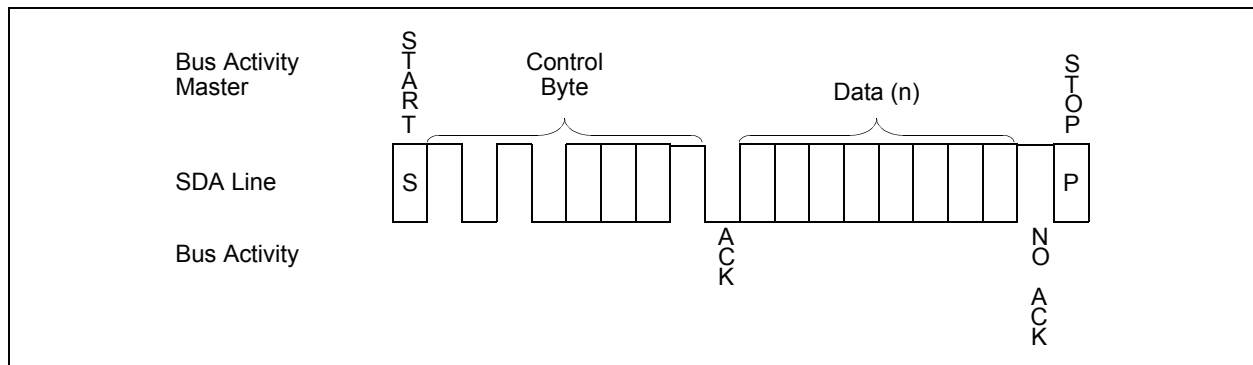 Bus Activity
Master
START
Control
Byte
Data (n)
STOP
SDA Line
S
P
Bus Activity
ACK
NO ACK